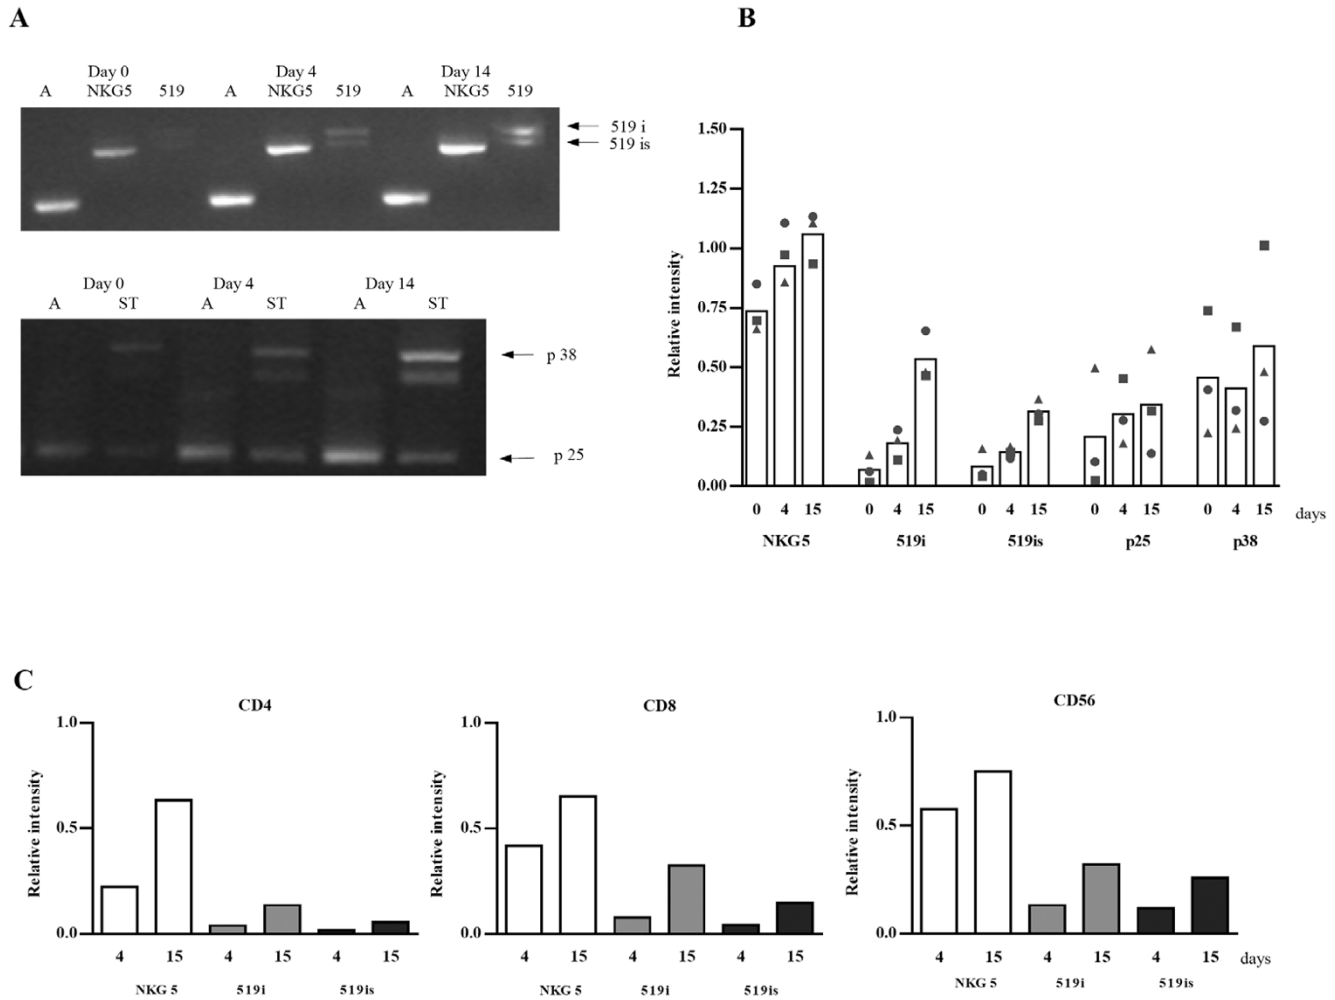 A
Day 0 Day 4 Day 14
A NKG5 519 A NKG5 519 A NKG5 519
519 i
519 is
Day 0 Day 4 Day 14
A ST A ST A ST
p 38
p 25
B
Relative intensity
1.50
1.25
1.00
0.75
0.50
0.25
0.00
0 4 15 0 4 15 0 4 15 0 4 15 0 4 15 days
NKG5 519i 519is p25 p38
C
CD4
Relative intensity
1.0
0.5
0.0
4 15 4 15 4 15
NKG 5 519i 519is
CD8
Relative intensity
1.0
0.5
0.0
4 15 4 15 4 15
NKG 5 519i 519is
CD56
Relative intensity
1.0
0.5
0.0
4 15 4 15 4 15 days
NKG 5 519i 519is